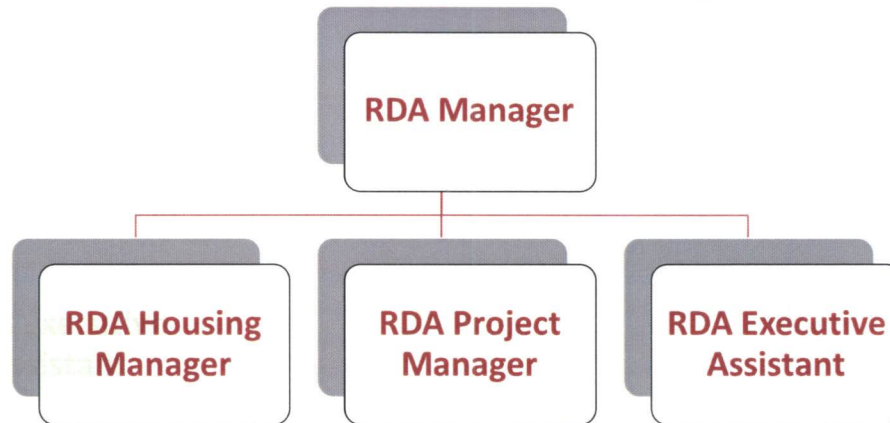 RDA Manager
RDA Housing
Manager
RDA Project
Manager
RDA Executive
Assistant